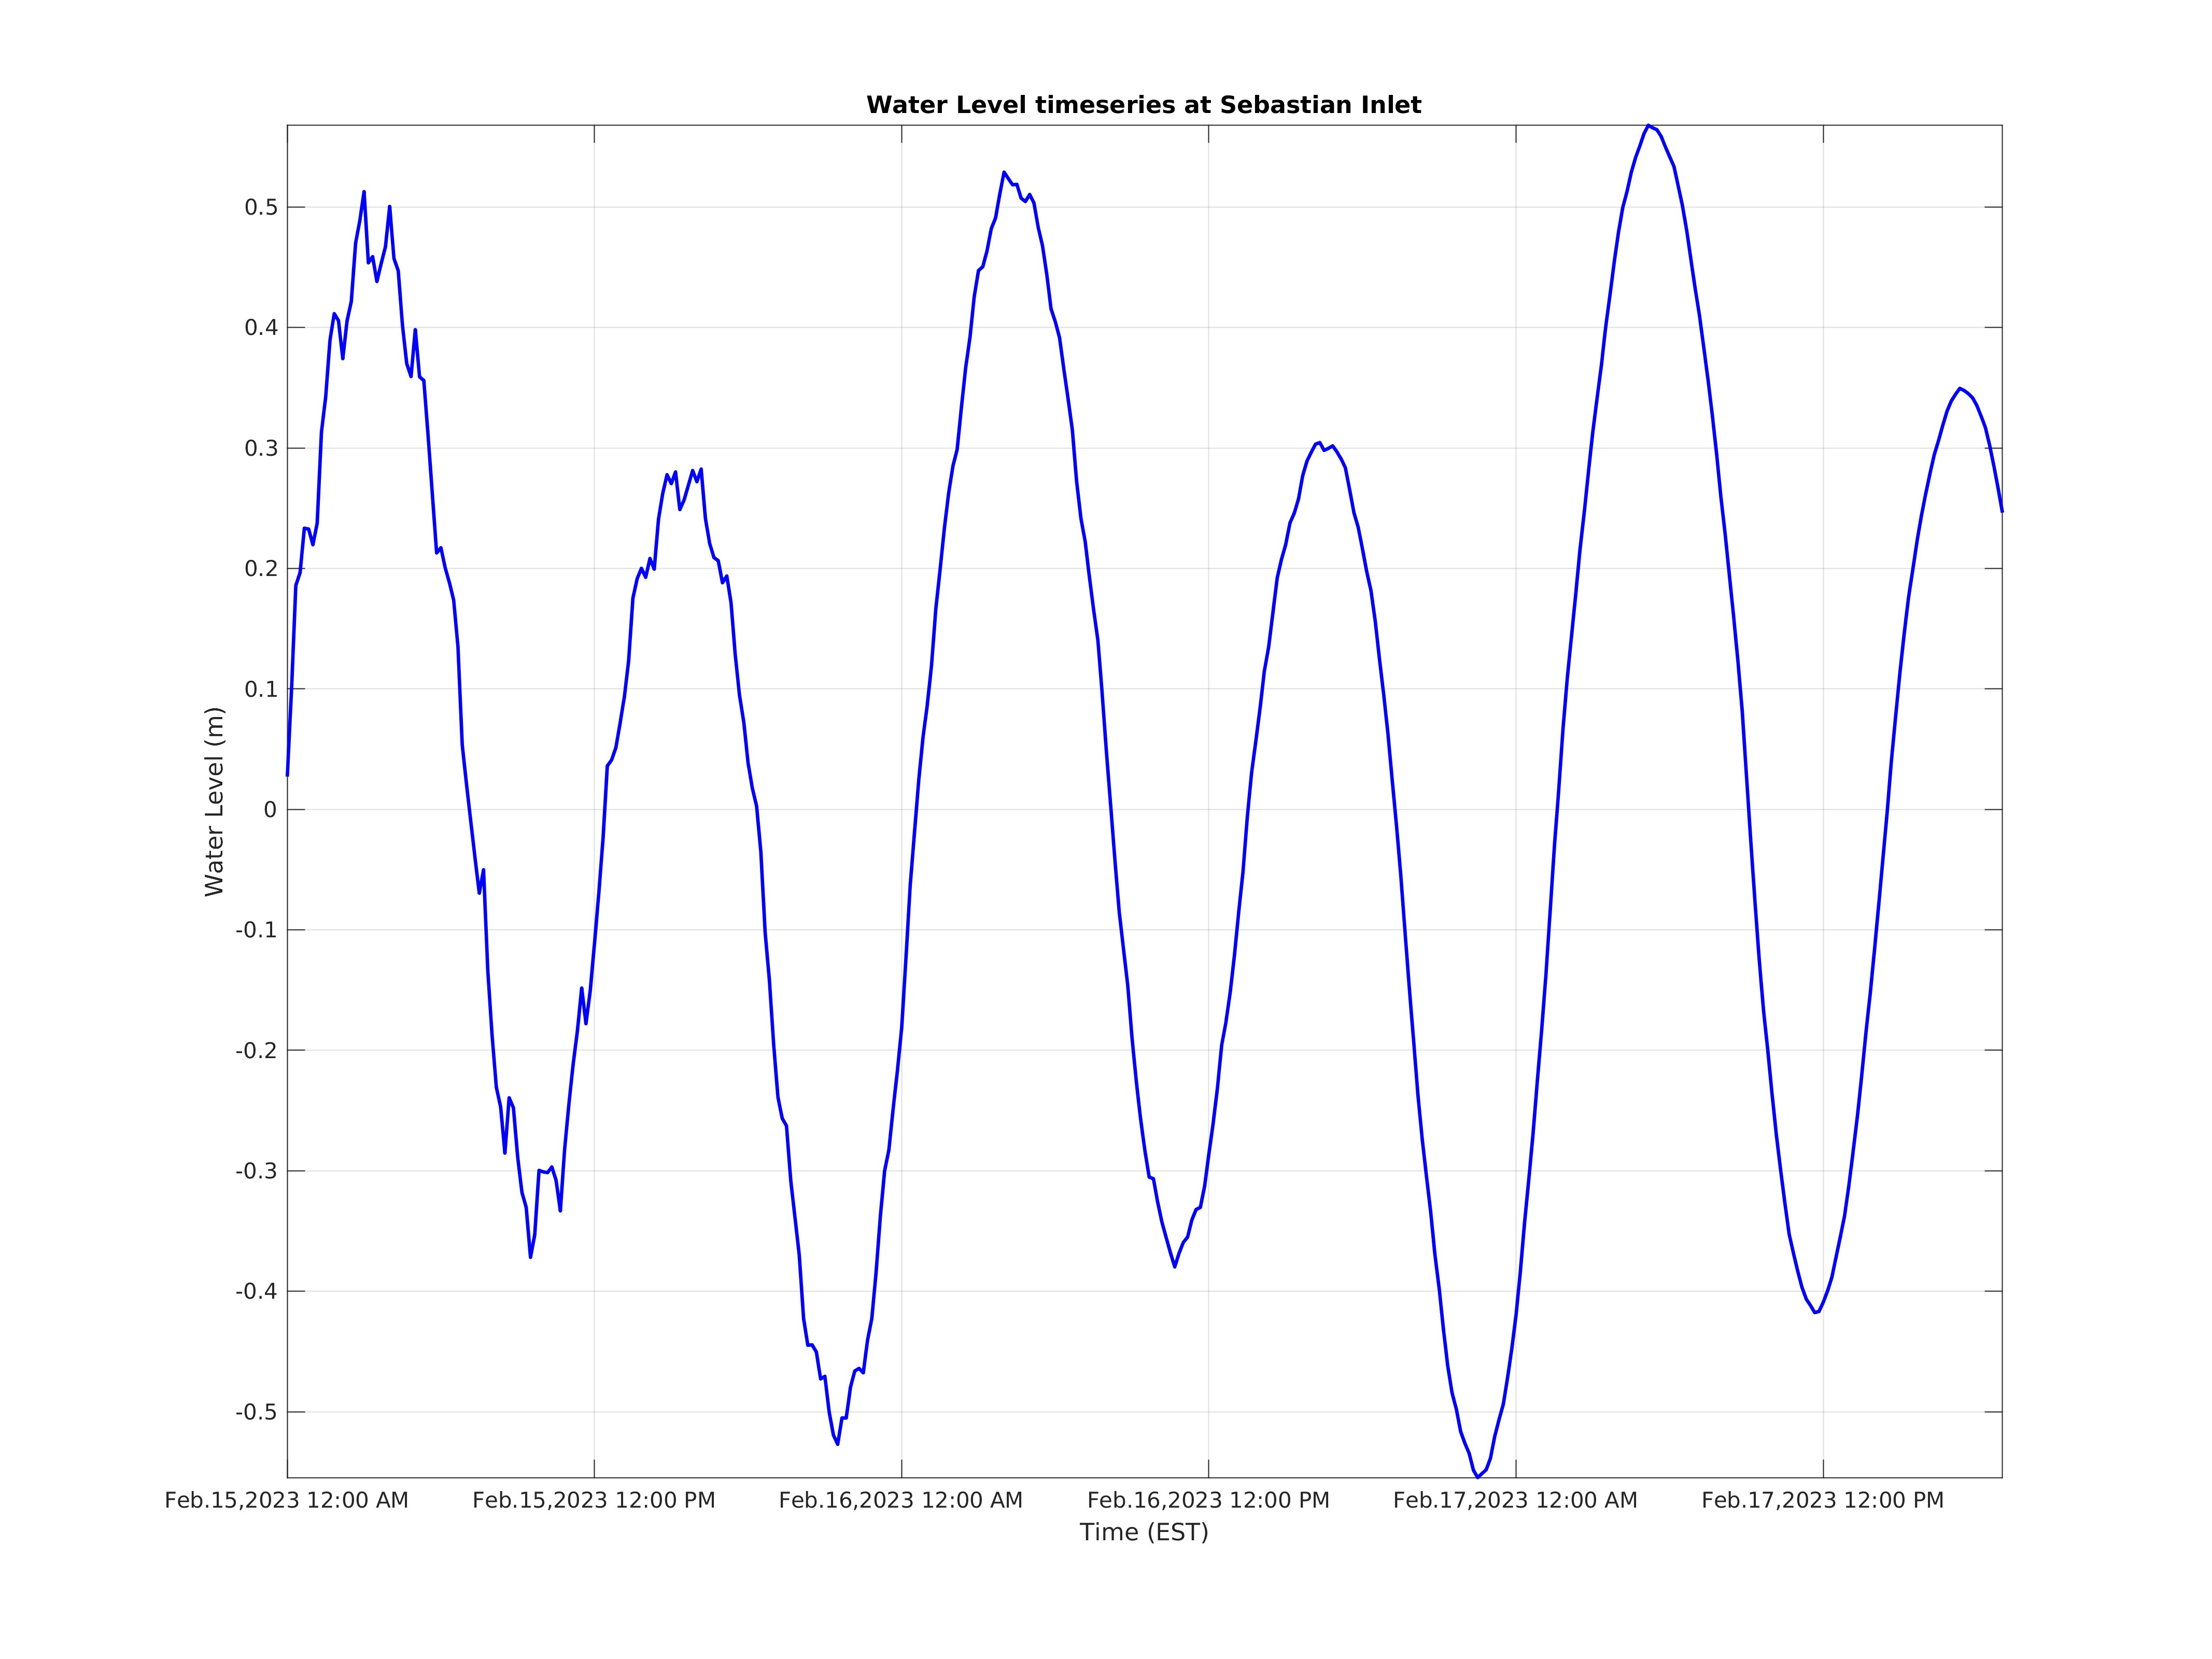 Water Level timeseries at Sebastian Inlet
0.5
0.4
0.3
0.2
0.1
0
-0.1
-0.2
-0.3
-0.4
-0.5
Water Level (m)
Feb.15,2023 12:00 AM Feb.15,2023 12:00 PM Feb.16,2023 12:00 AM Feb.16,2023 12:00 PM Feb.17,2023 12:00 AM Feb.17,2023 12:00 PM
Time (EST)